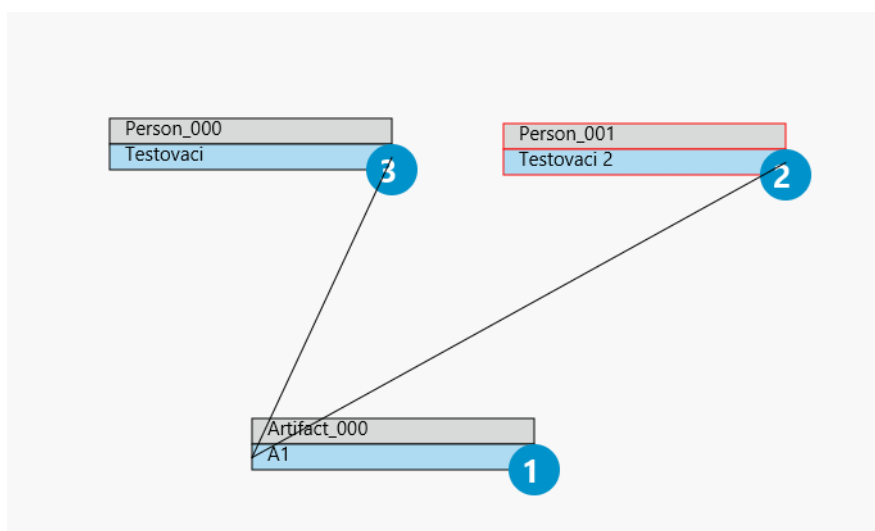 Person_000
Testovaci
3
Person_001
Testovaci 2
2
Artifact_000
A1
1